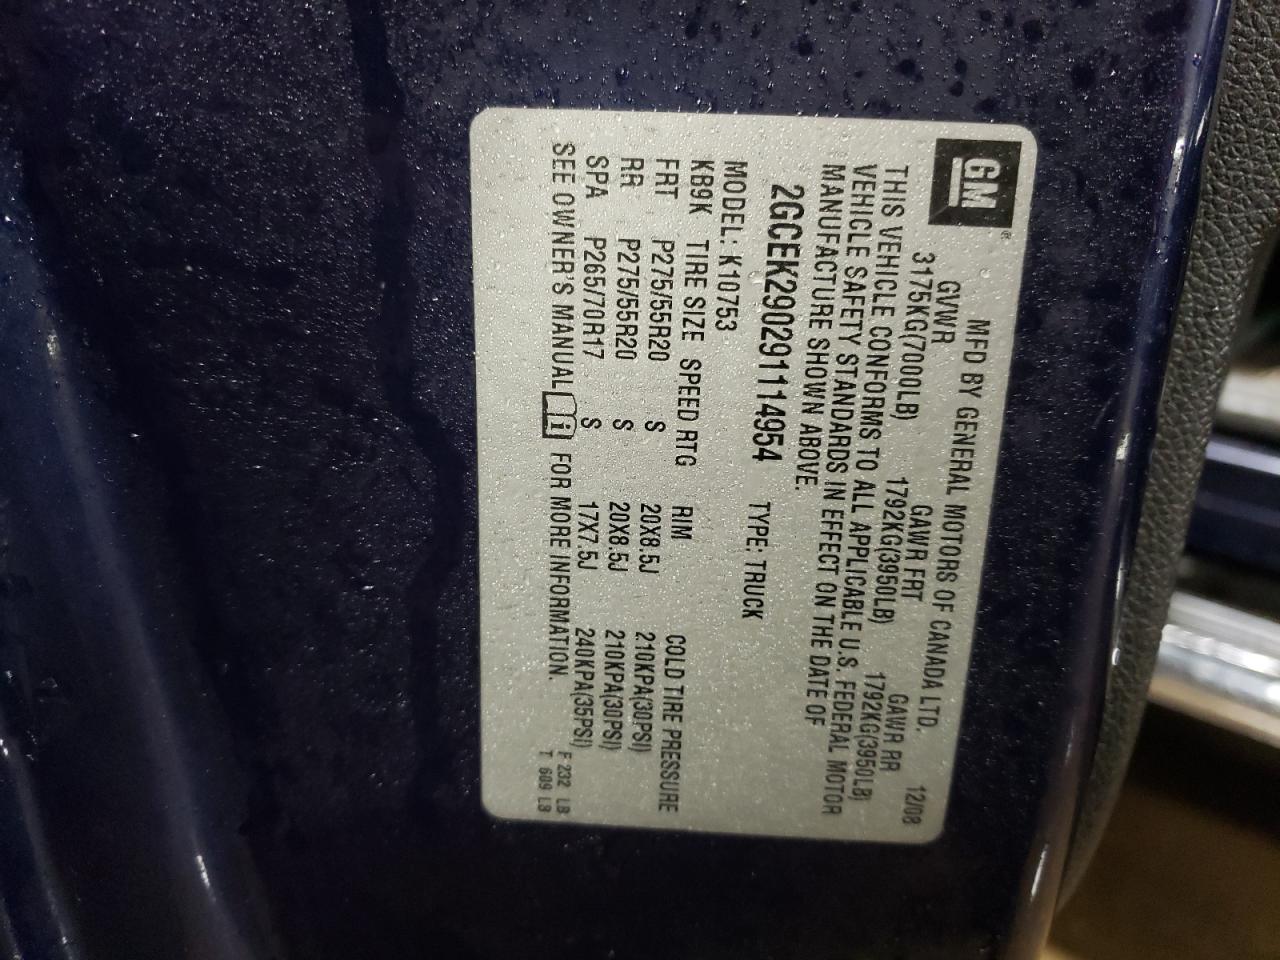 GM®
MFD BY GENERAL MOTORS OF CANADA LTD. 12/08
GVWR GAWR FRT GAWR RR
3175KG(7000LB) 1792KG(3950LB) 1792KG(3950LB)
THIS VEHICLE CONFORMS TO ALL APPLICABLE U.S. FEDERAL MOTOR
VEHICLE SAFETY STANDARDS IN EFFECT ON THE DATE OF
MANUFACTURE SHOWN ABOVE.
2GCEK290291114954 TYPE: TRUCK
MODEL: K10753
KB9K TIRE SIZE SPEED RTG RIM COLD TIRE PRESSURE
FRT P275/55R20 S 20X8.5J 210KPA(30PSI)
RR P275/55R20 S 20X8.5J 210KPA(30PSI)
SPA P265/70R17 S 17X7.5J 240KPA(35PSI)
SEE OWNER'S MANUAL i FOR MORE INFORMATION.
F 232 LB
T 609 LB